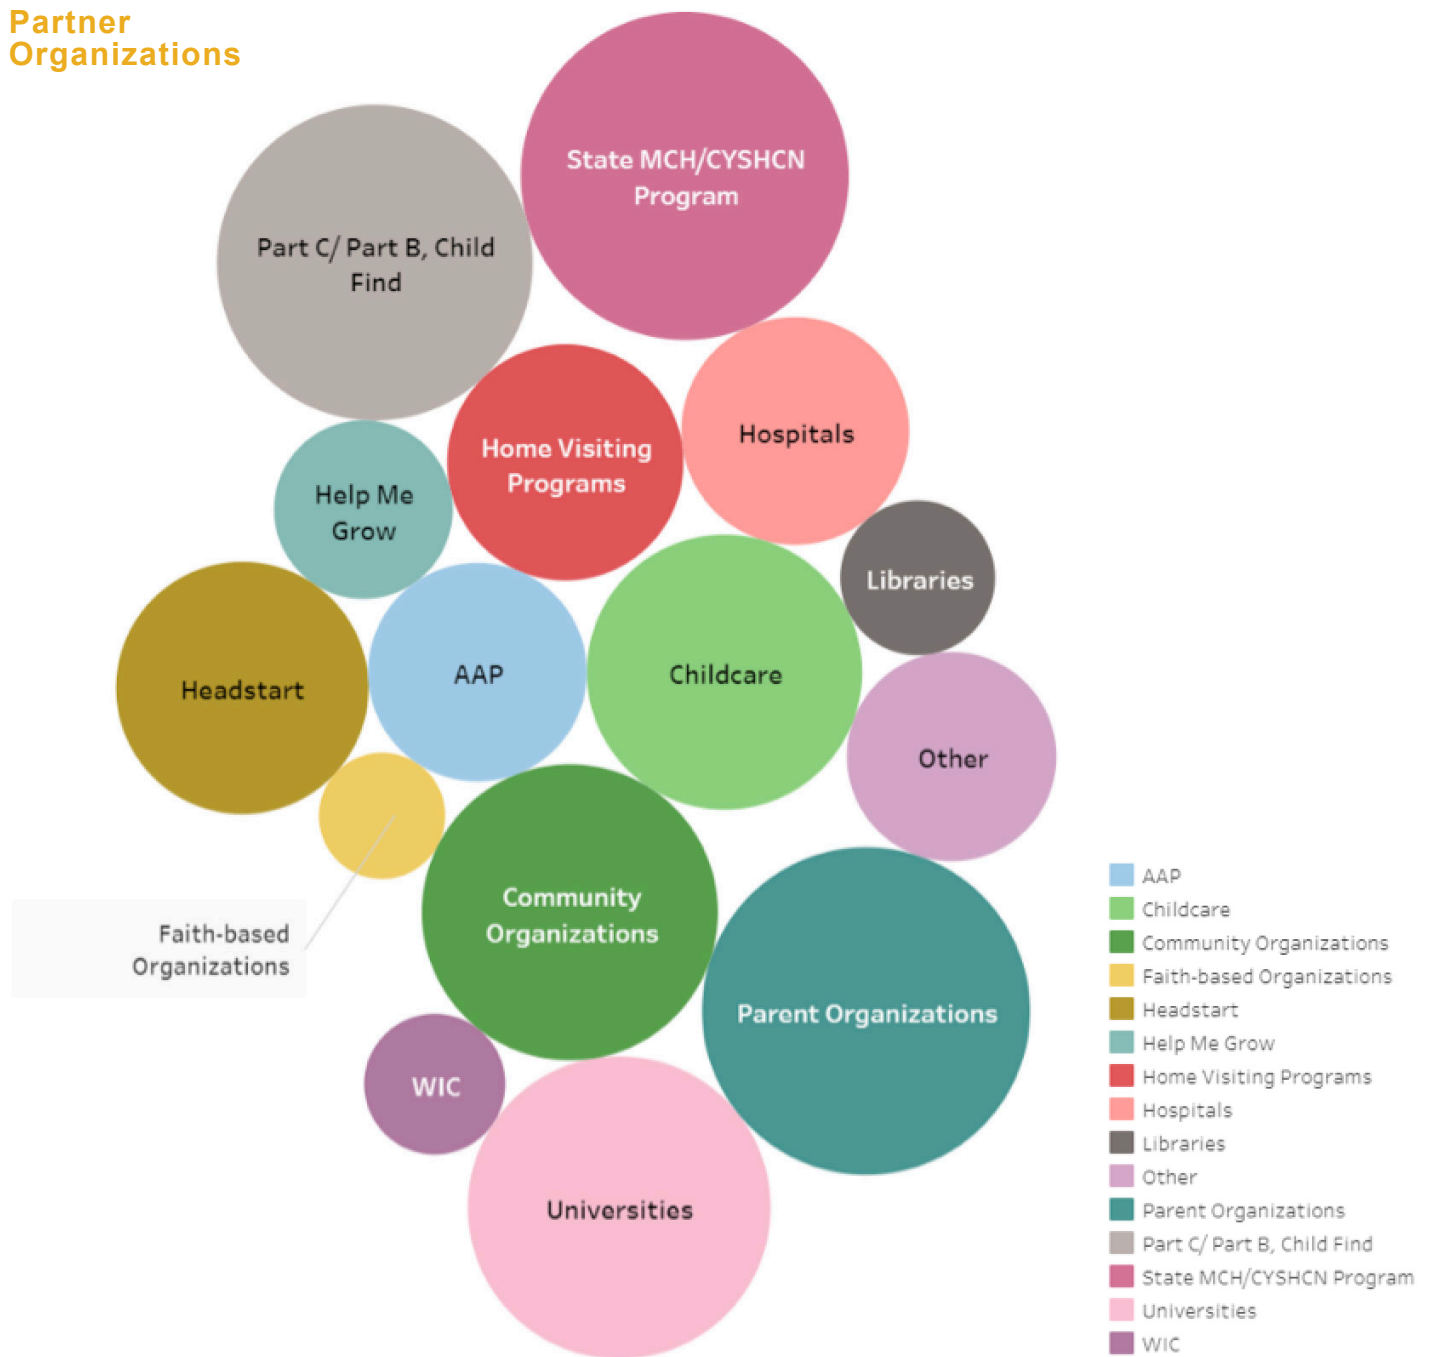 Partner
Organizations
State MCH/CYSHCN
Program
Part C/ Part B, Child
Find
Hospitals
Home Visiting
Programs
Help Me
Grow
Libraries
Headstart
AAP
Childcare
Other
Community
Organizations
Faith-based
Organizations
Parent Organizations
WIC
Universities
AAP
Childcare
Community Organizations
Faith-based Organizations
Headstart
Help Me Grow
Home Visiting Programs
Hospitals
Libraries
Other
Parent Organizations
Part C/ Part B, Child Find
State MCH/CYSHCN Program
Universities
WIC